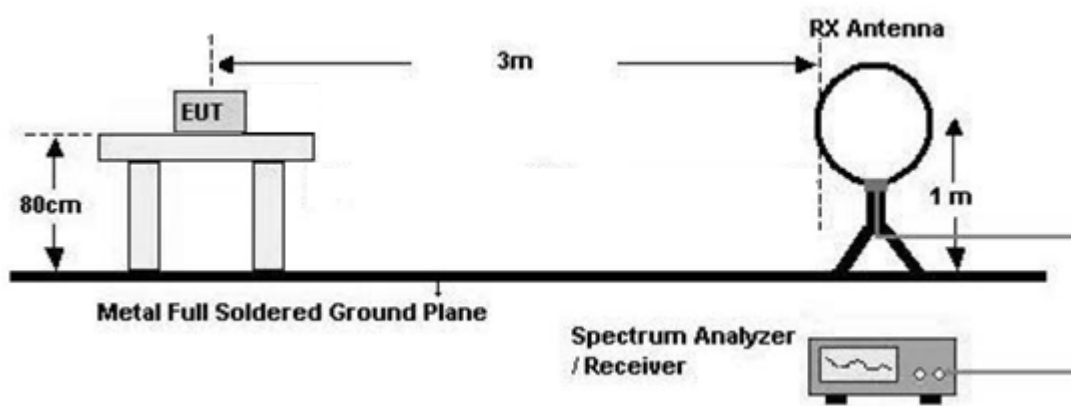 RX Antenna
3m
EUT
80cm
1 m
Metal Full Soldered Ground Plane
Spectrum Analyzer
/ Receiver